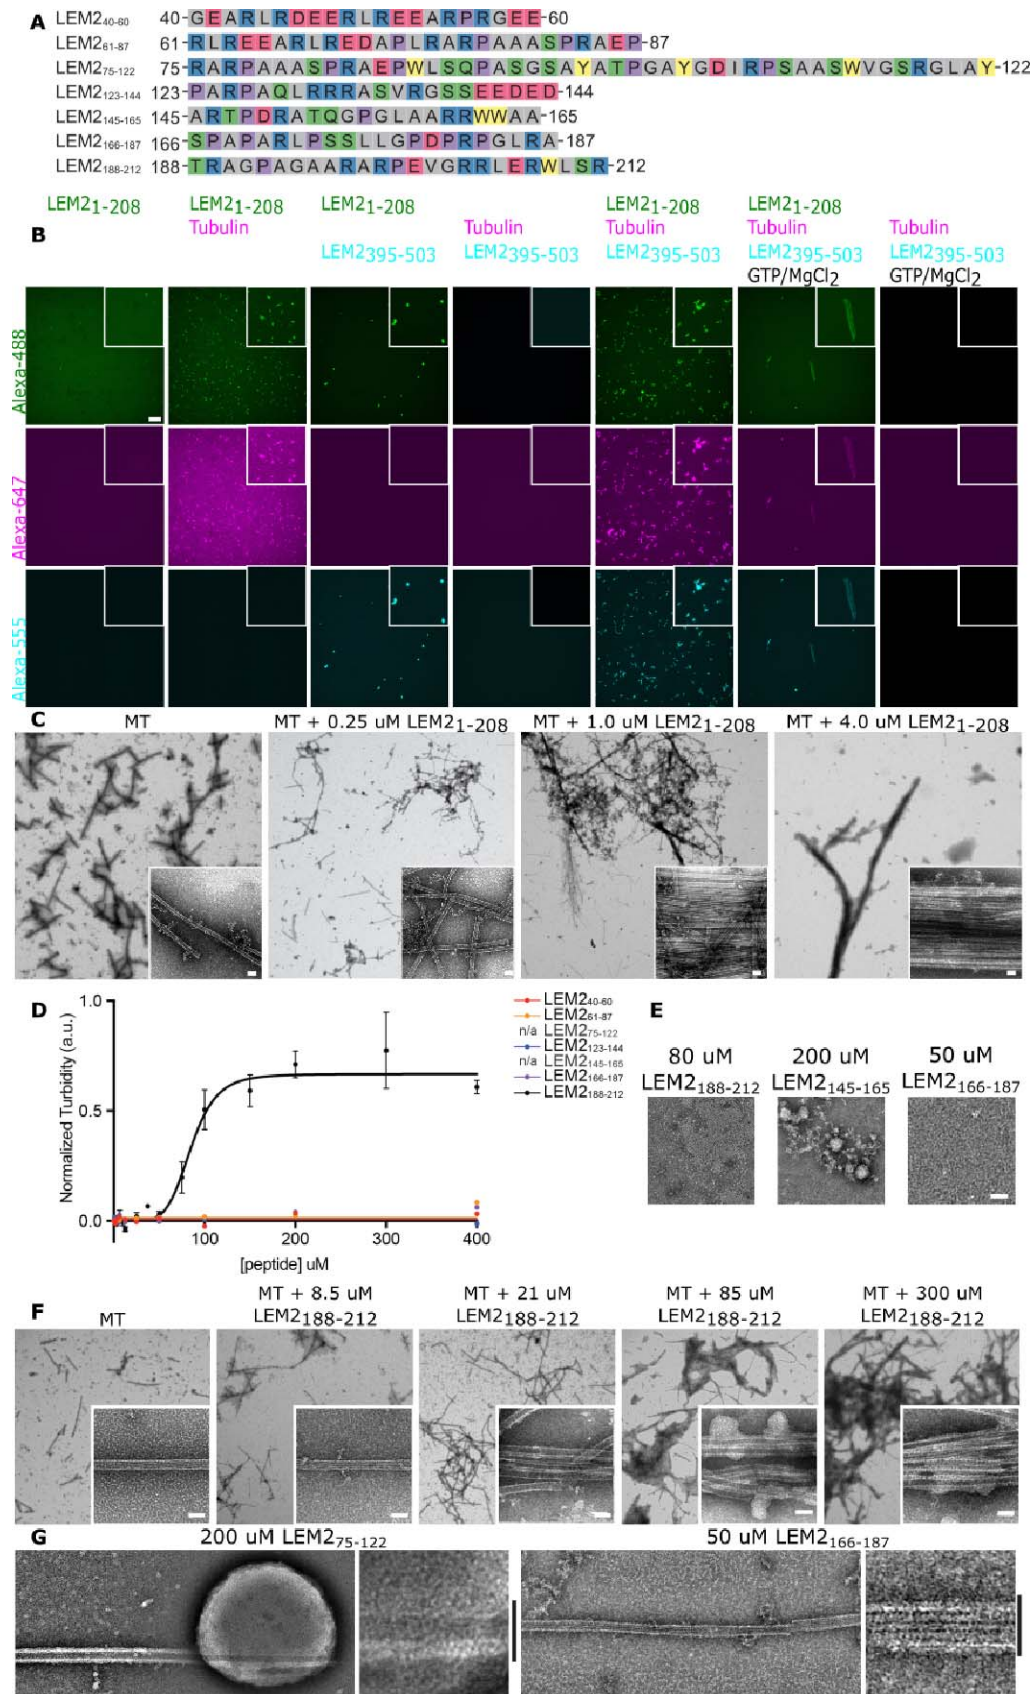 A
LEM2₄₀₋₆₀ 40-GEARLRDEERLREEARPRGEE-60
LEM2₆₁₋₈₇ 61-RLREEARLREDAPLRARPAAASPRAEP-87
LEM2₇₅₋₁₂₂ 75-RARPAAASPRAEPWLSQPASGSAYATPGAYGDIRPSAASWVGSRGLAY-122
LEM2₁₂₃₋₁₄₄ 123-PARPAQLRRRASVRGSSEEDED-144
LEM2₁₄₅₋₁₆₅ 145-ARTPDRATQGPGLAARRWWAA-165
LEM2₁₆₆₋₁₈₇ 166-SPAPARLPSSLLGPDPRPGLRA-187
LEM2₁₈₈₋₂₁₂ 188-TRAGPAGAARARPEVGRRLERWLSR-212
B
LEM2₁₋₂₀₈ LEM2₁₋₂₀₈ LEM2₁₋₂₀₈ LEM2₁₋₂₀₈ LEM2₁₋₂₀₈
Tubulin Tubulin Tubulin Tubulin Tubulin
LEM2₃₉₅₋₅₀₃ LEM2₃₉₅₋₅₀₃ LEM2₃₉₅₋₅₀₃ LEM2₃₉₅₋₅₀₃ LEM2₃₉₅₋₅₀₃
GTP/MgCl₂ GTP/MgCl₂
Alexa-488
Alexa-647
Alexa-555
C
MT MT + 0.25 uM LEM2₁₋₂₀₈ MT + 1.0 uM LEM2₁₋₂₀₈ MT + 4.0 uM LEM2₁₋₂₀₈
D
Normalized Turbidity (a.u.)
1.0
0.5
0.0
100 200 300 400
[peptide] uM
LEM2₄₀₋₆₀
LEM2₆₁₋₈₇
n/a LEM2₇₅₋₁₂₂
LEM2₁₂₃₋₁₄₄
n/a LEM2₁₄₅₋₁₆₅
LEM2₁₆₆₋₁₈₇
LEM2₁₈₈₋₂₁₂
E
80 uM 200 uM 50 uM
LEM2₁₈₈₋₂₁₂ LEM2₁₄₅₋₁₆₅ LEM2₁₆₆₋₁₈₇
F
MT + 8.5 uM MT + 21 uM MT + 85 uM MT + 300 uM
MT LEM2₁₈₈₋₂₁₂ LEM2₁₈₈₋₂₁₂ LEM2₁₈₈₋₂₁₂ LEM2₁₈₈₋₂₁₂
G
200 uM LEM2₇₅₋₁₂₂ 50 uM LEM2₁₆₆₋₁₈₇